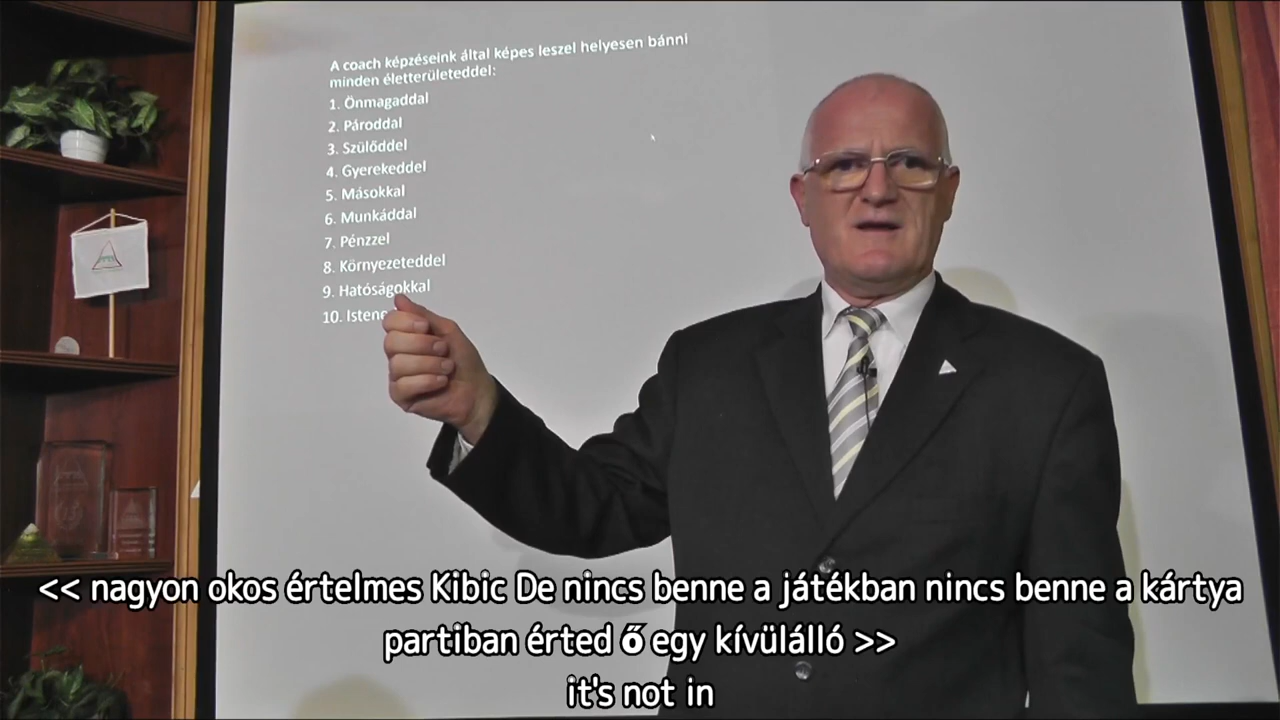 A coach képzéseink által képes leszel helyesen bánni
minden életterületeddel:
1. Önmagaddal
2. Pároddal
3. Szülőddel
4. Gyerekeddel
5. Másokkal
6. Munkáddal
7. Pénzzel
8. Környezeteddel
9. Hatóságokkal
10.
<< nagyon okos értelmes Kibic De nincs benne a játékban nincs benne a kártya
partiban érted ő egy kívülálló >>
it's not in